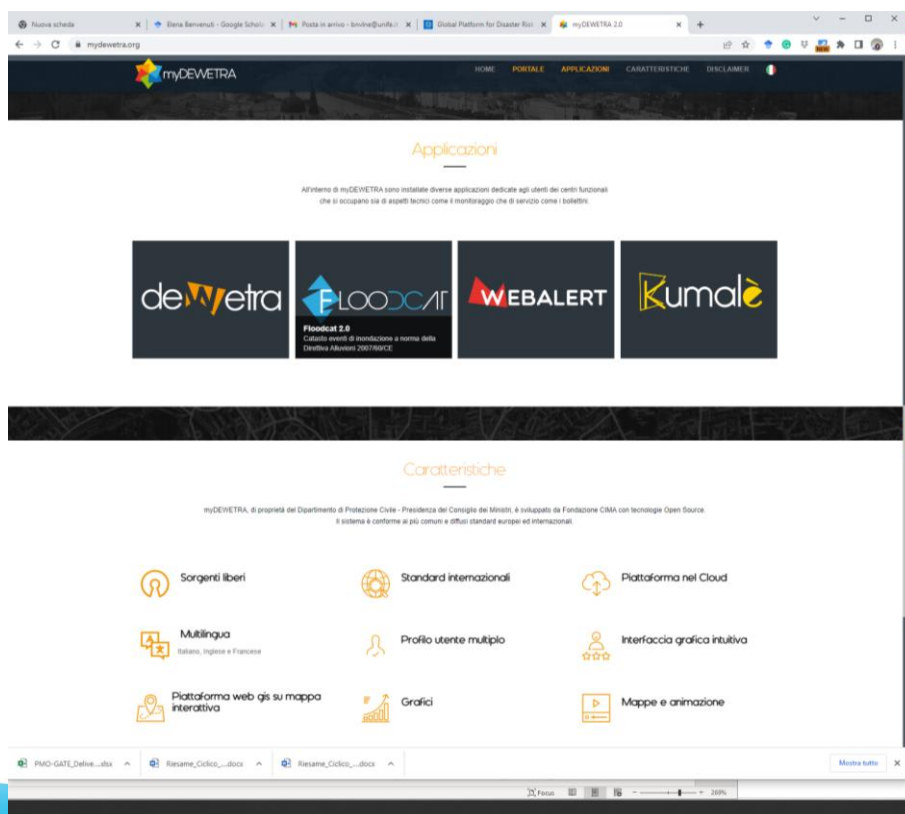 Nuova scheda
Elena Benvenuti - Google Schola
Posta in arrivo - bnvlne@unife.it
Global Platform for Disaster Risk
myDEWETRA 2.0
mydewetra.org
NEW
myDEWETRA
HOME PORTALE APPLICAZIONI CARATTERISTICHE DISCLAIMER
Applicazioni
All'interno di myDEWETRA sono installate diverse applicazioni dedicate agli utenti dei centri funzionali
che si occupano sia di aspetti tecnici come il monitoraggio che di servizio come i bollettini.
dewetra
FLOODCAT
WEBALERT
Kumalè
Floodcat 2.0
Catasto eventi di inondazione a norma della
Direttiva Alluvioni 2007/60/CE
Caratteristiche
myDEWETRA, di proprietà del Dipartimento di Protezione Civile - Presidenza del Consiglio dei Ministri, è sviluppato da Fondazione CIMA con tecnologie Open Source.
Il sistema è conforme ai più comuni e diffusi standard europei ed internazionali.
Sorgenti liberi
Standard internazionali
Piattaforma nel Cloud
Multilingua
Italiano, Inglese e Francese
Profilo utente multiplo
Interfaccia grafica intuitiva
Piattaforma web gis su mappa
interattiva
Grafici
Mappe e animazione
PMO-GATE_Delive....xlsx
Riesame_Ciclico_....docx
Riesame_Ciclico_....docx
Mostra tutto
Focus
269%